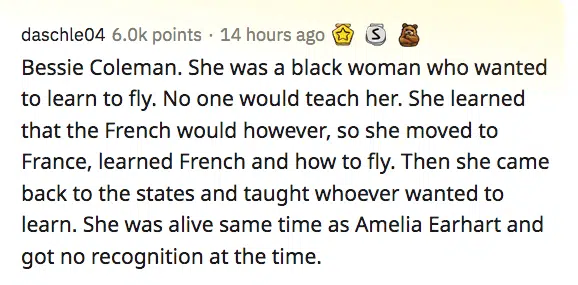 daschle04 6.0k points · 14 hours ago S
Bessie Coleman. She was a black woman who wanted
to learn to fly. No one would teach her. She learned
that the French would however, so she moved to
France, learned French and how to fly. Then she came
back to the states and taught whoever wanted to
learn. She was alive same time as Amelia Earhart and
got no recognition at the time.